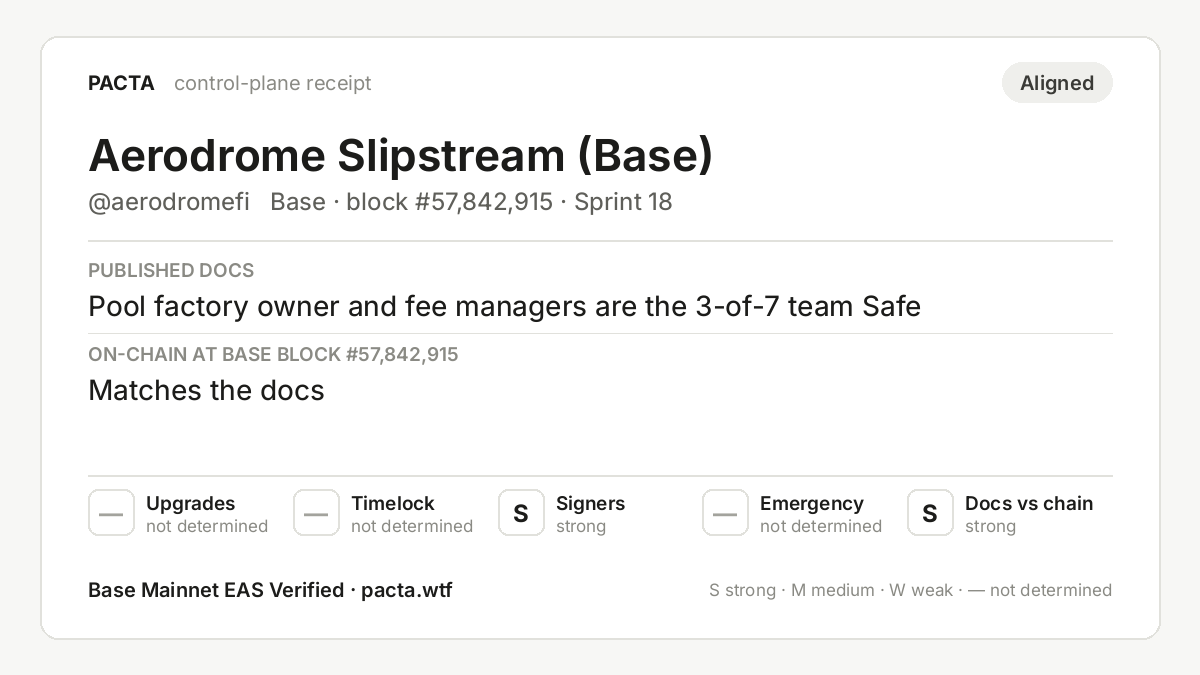 PACTA control-plane receipt Aligned
Aerodrome Slipstream (Base)
@aerodromefi Base · block #57,842,915 · Sprint 18
PUBLISHED DOCS
Pool factory owner and fee managers are the 3-of-7 team Safe
ON-CHAIN AT BASE BLOCK #57,842,915
Matches the docs
— Upgrades not determined
— Timelock not determined
S Signers strong
— Emergency not determined
S Docs vs chain strong
Base Mainnet EAS Verified · pacta.wtf
S strong · M medium · W weak · — not determined